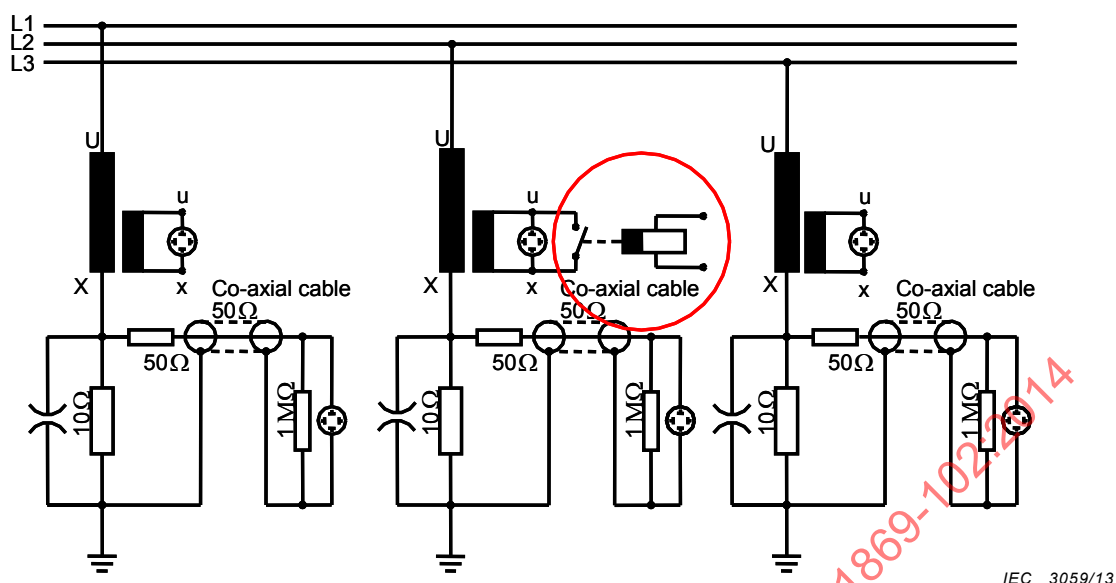 L1
L2
L3
U
U
U
u
u
u
X
x
X
x
X
x
Co-axial cable
50Ω
Co-axial cable
50Ω
Co-axial cable
50Ω
50Ω
50Ω
50Ω
10Ω
1MΩ
10Ω
1MΩ
10Ω
1MΩ
1869-102:2014
IEC 3059/13